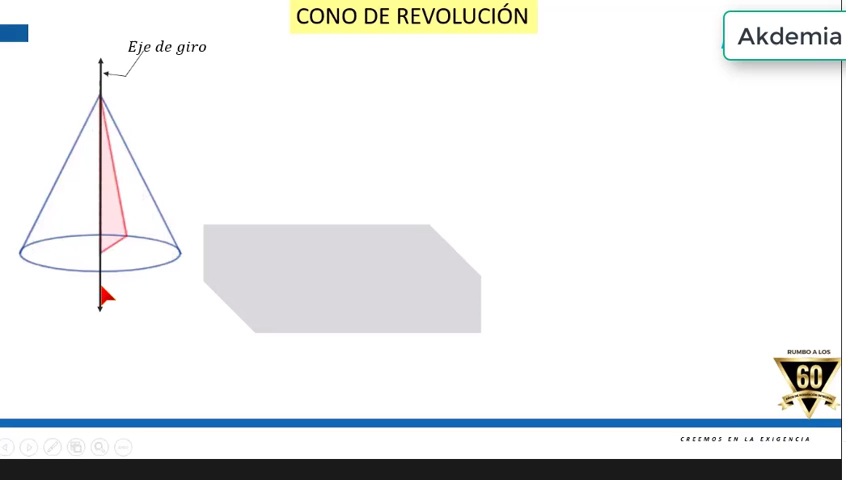 CONO DE REVOLUCIÓN
Akdemia
Eje de giro
RUMBO A LOS
60
CREEMOS EN LA EXIGENCIA